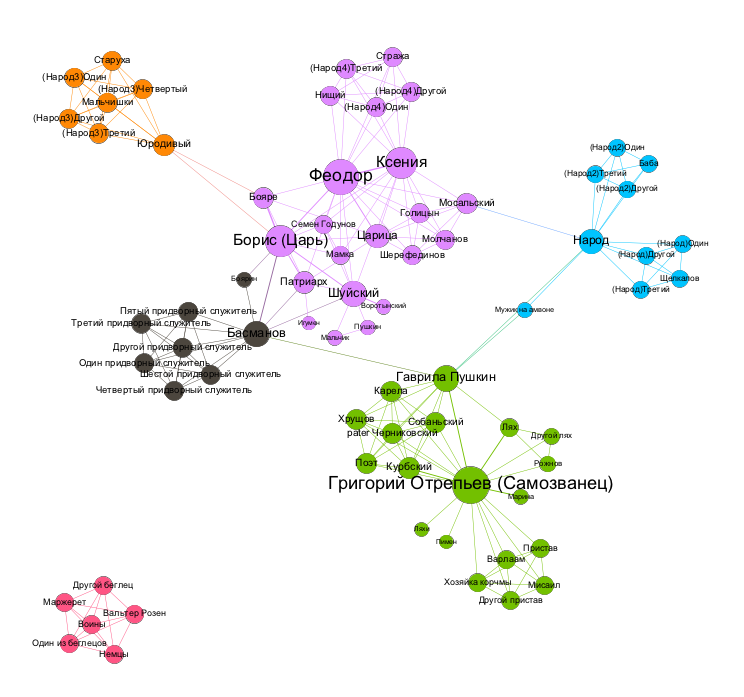 Старуха
(Народ3)Один
(Народ3)Четвертый
Мальчишки
(Народ3)Другой
(Народ3)Третий
Юродивый
Стража
(Народ4)Третий
(Народ4)Другой
Нищий
(Народ4)Один
Ксения
Феодор
Бояре
Мосальский
Голицын
Семен Годунов
Борис (Царь)
Царица
Молчанов
Мамка
Шерефединов
(Народ2)Один
Баба
(Народ2)Третий
(Народ2)Другой
Народ
(Народ)Один
(Народ)Другой
Щелкалов
(Народ)Третий
Боярин
Патриарх
Шуйский
Воротынский
Игумен
Пушкин
Мальчик
Мужик на амвоне
Пятый придворный служитель
Третий придворный служитель
Басманов
Другой придворный служитель
Один придворный служитель
Шестой придворный служитель
Четвертый придворный служитель
Гаврила Пушкин
Карела
Хрущов
Собаньский
pater Черниковский
Лях
Другой лях
Поэт
Курбский
Рожнов
Григорий Отрепьев (Самозванец)
Марина
Ляхи
Пимен
Пристав
Варлаам
Хозяйка корчмы
Мисаил
Другой пристав
Другой беглец
Маржерет
Вальтер Розен
Воины
Один из беглецов
Немцы